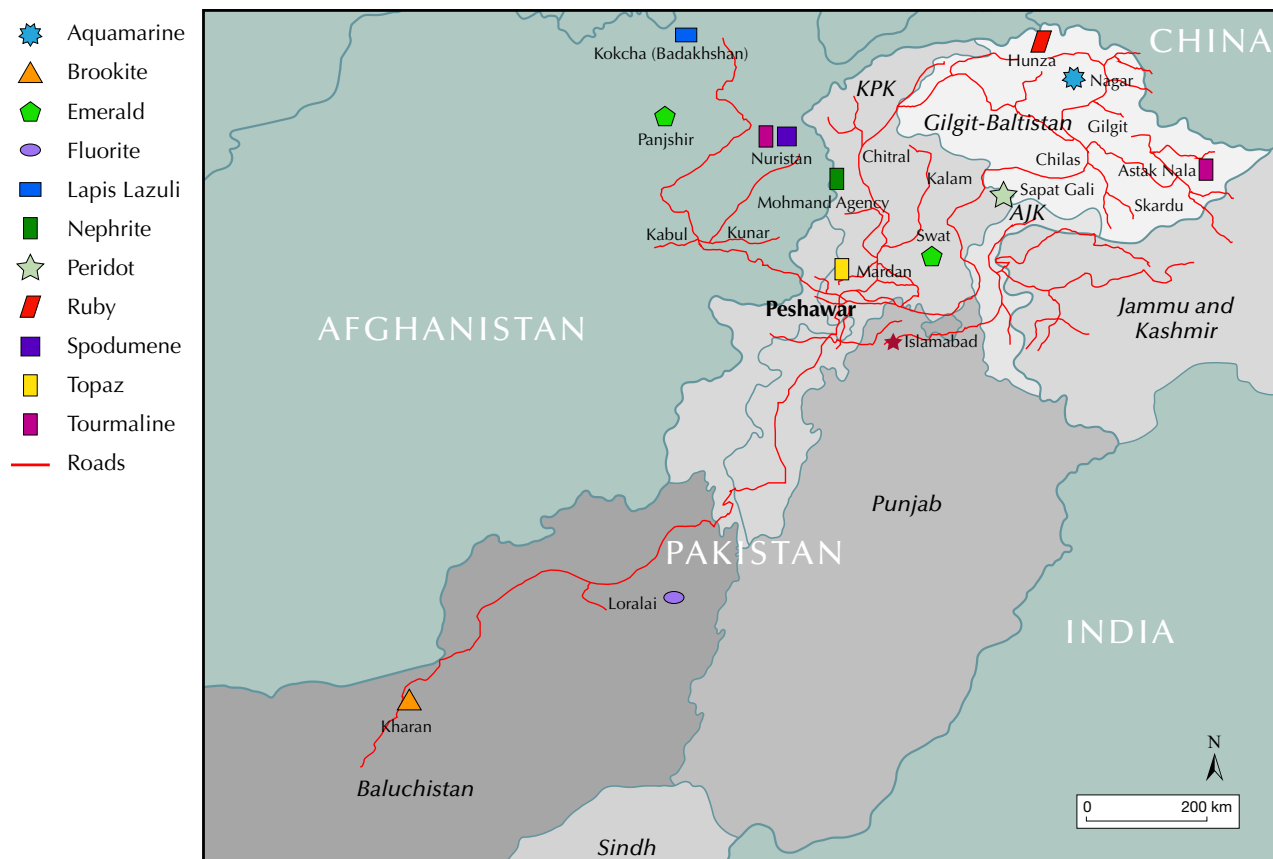 Aquamarine
Brookite
Emerald
Fluorite
Lapis Lazuli
Nephrite
Peridot
Ruby
Spodumene
Topaz
Tourmaline
Roads
CHINA
Kokcha (Badakhshan)
Hunza
Nagar
KPK
Gilgit-Baltistan
Panjshir
Gilgit
Nuristan
Chitral
Chilas
Astak Nala
Kalam
Sapat Gali
Mohmand Agency
Skardu
AJK
Kabul
Kunar
Swat
Mardan
Peshawar
Jammu and
Kashmir
AFGHANISTAN
Islamabad
Punjab
PAKISTAN
Loralai
INDIA
Kharan
Baluchistan
N
0 200 km
Sindh